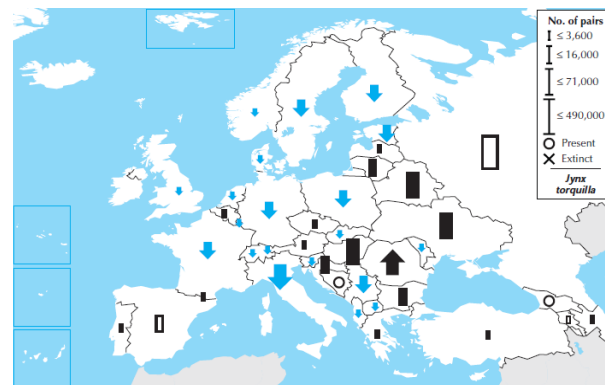 No. of pairs
≤ 3,600
≤ 16,000
≤ 71,000
≤ 490,000
Present
Extinct
Jynx
torquilla